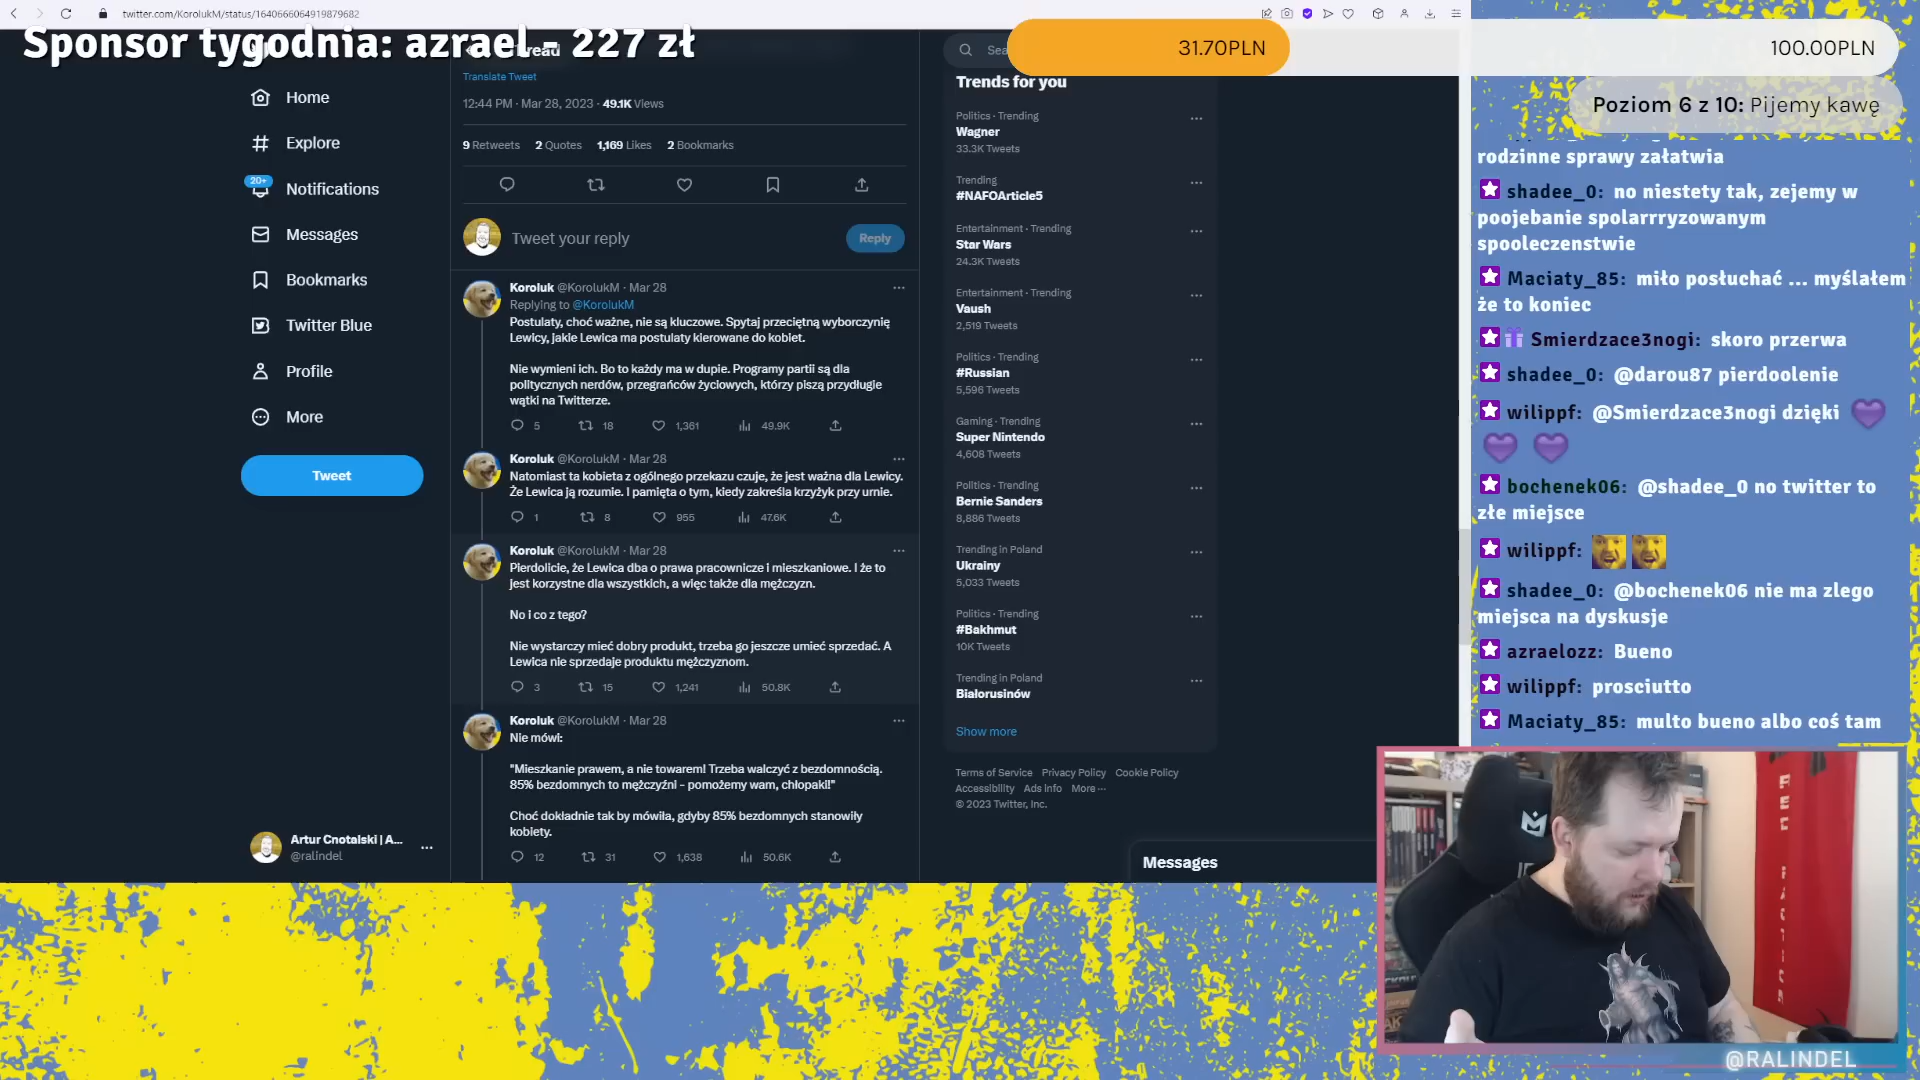 twitter.com/KorolukM/status/1640666064919879682
Sponsor tygodnia: azrael - 227 zł
31.70PLN
100.00PLN
Poziom 6 z 10: Pijemy kawę
Home
Explore
20+
Notifications
Messages
Bookmarks
Twitter Blue
Profile
More
Tweet
Artur Cnotalski | A...
@ralindel
Translate Tweet
12:44 PM · Mar 28, 2023 · 49.1K Views
9 Retweets 2 Quotes 1,169 Likes 2 Bookmarks
Tweet your reply
Reply
Koroluk @KorolukM · Mar 28
Replying to @KorolukM
Postulaty, choć ważne, nie są kluczowe. Spytaj przeciętną wyborczynię
Lewicy, jakie Lewica ma postulaty kierowane do kobiet.
Nie wymieni ich. Bo to każdy ma w dupie. Programy partii są dla
politycznych nerdów, przegrańców życiowych, którzy piszą przydługie
wątki na Twitterze.
5 18 1,361 49.9K
Koroluk @KorolukM · Mar 28
Natomiast ta kobieta z ogólnego przekazu czuje, że jest ważna dla Lewicy.
Że Lewica ją rozumie. I pamięta o tym, kiedy zakreśla krzyżyk przy urnie.
1 8 955 47.6K
Koroluk @KorolukM · Mar 28
Pierdolicie, że Lewica dba o prawa pracownicze i mieszkaniowe. I że to
jest korzystne dla wszystkich, a więc także dla mężczyzn.
No i co z tego?
Nie wystarczy mieć dobry produkt, trzeba go jeszcze umieć sprzedać. A
Lewica nie sprzedaje produktu mężczyznom.
3 15 1,241 50.8K
Koroluk @KorolukM · Mar 28
Nie mówi:
"Mieszkanie prawem, a nie towarem! Trzeba walczyć z bezdomnością.
85% bezdomnych to mężczyźni - pomożemy wam, chłopaki!"
Choć dokładnie tak by mówiła, gdyby 85% bezdomnych stanowiły
kobiety.
12 31 1,638 50.6K
Trends for you
Politics · Trending
Wagner
33.3K Tweets
Trending
#NAFOArticle5
Entertainment · Trending
Star Wars
24.3K Tweets
Entertainment · Trending
Vaush
2,519 Tweets
Politics · Trending
#Russian
5,596 Tweets
Gaming · Trending
Super Nintendo
4,608 Tweets
Politics · Trending
Bernie Sanders
8,886 Tweets
Trending in Poland
Ukrainy
5,033 Tweets
Politics · Trending
#Bakhmut
10K Tweets
Trending in Poland
Białorusinów
Show more
Terms of Service Privacy Policy Cookie Policy
Accessibility Ads info More ···
© 2023 Twitter, Inc.
Messages
rodzinne sprawy załatwia
shadee_0: no niestety tak, zejemy w
poojebanie spolarrryzowanym
spooleczenstwie
Maciaty_85: miło posłuchać ... myślałem
że to koniec
Smierdzace3nogi: skoro przerwa
shadee_0: @darou87 pierdoolenie
wilippf: @Smierdzace3nogi dzięki
bochenek06: @shadee_0 no twitter to
złe miejsce
wilippf:
shadee_0: @bochenek06 nie ma zlego
miejsca na dyskusje
azraelozz: Bueno
wilippf: prosciutto
Maciaty_85: multo bueno albo coś tam
@RALINDEL